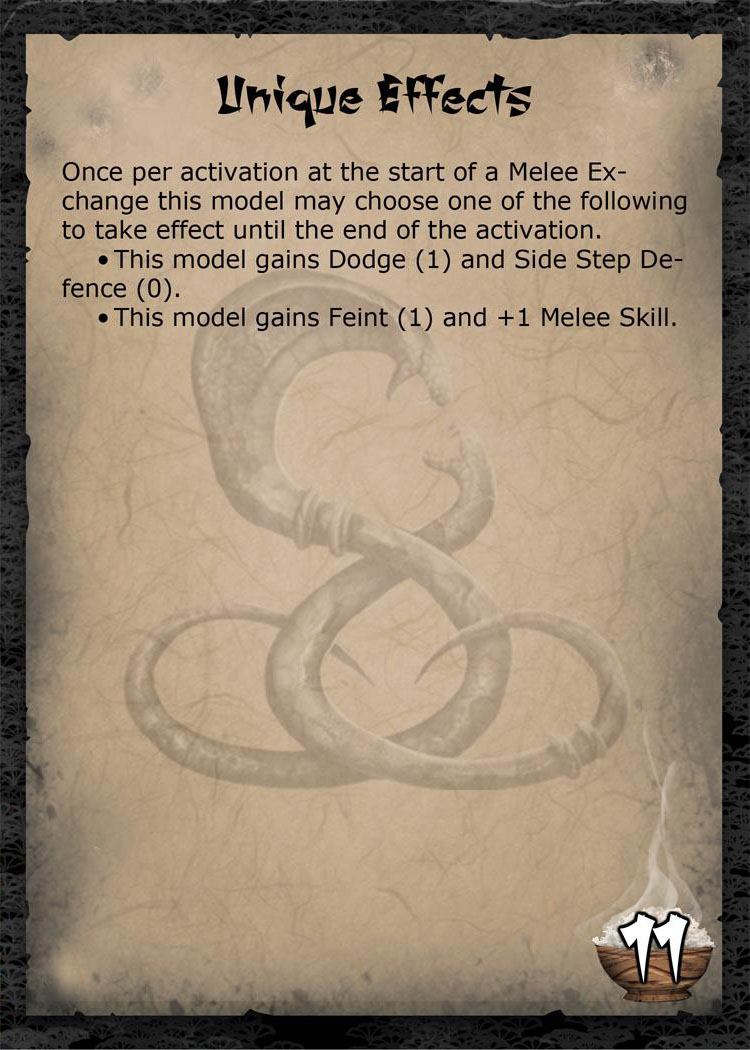 Unique Effects
Once per activation at the start of a Melee Ex-
change this model may choose one of the following
to take effect until the end of the activation.
• This model gains Dodge (1) and Side Step De-
fence (0).
• This model gains Feint (1) and +1 Melee Skill.
11